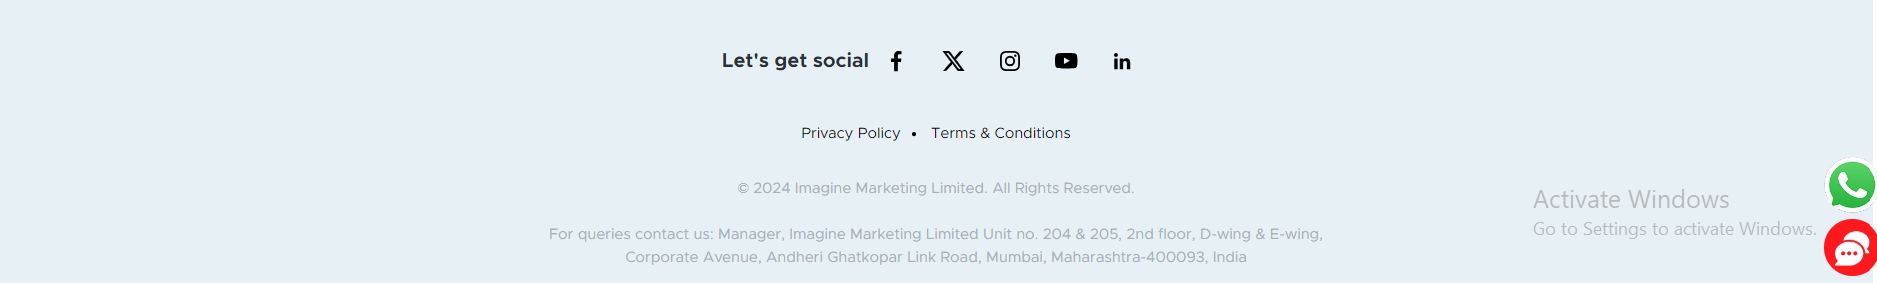 Let's get social
Privacy Policy • Terms & Conditions
© 2024 Imagine Marketing Limited. All Rights Reserved.
For queries contact us: Manager, Imagine Marketing Limited Unit no. 204 & 205, 2nd floor, D-wing & E-wing,
Corporate Avenue, Andheri Ghatkopar Link Road, Mumbai, Maharashtra-400093, India
Activate Windows
Go to Settings to activate Windows.